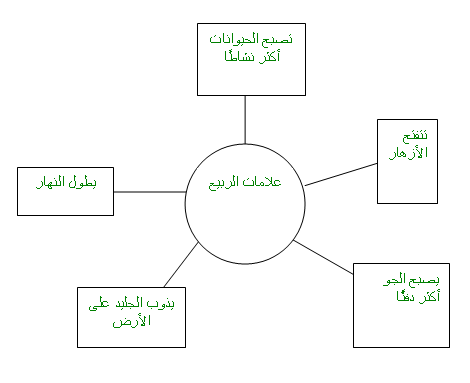 تصبح الحيوانات
أكثر نشاطًا
تتفتح
الأزهار
علامات الربيع
يطول النهار
يصبح الجو
أكثر دفئًا
يذوب الجليد على
الأرض